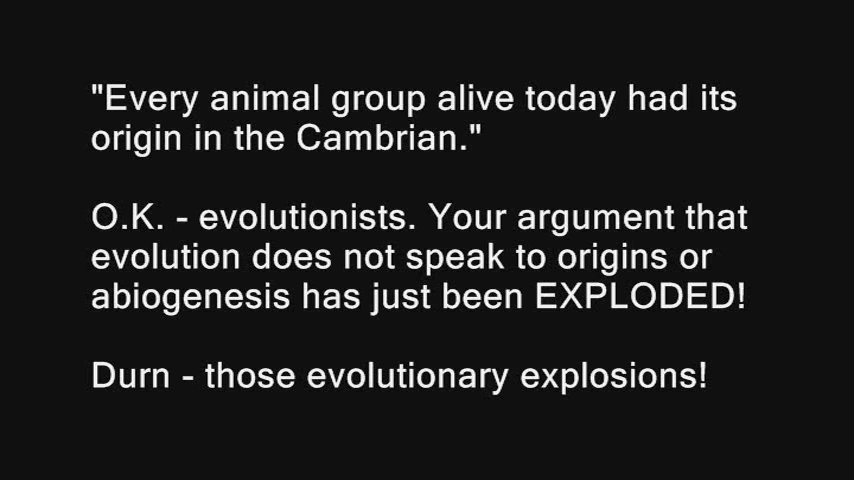 "Every animal group alive today had its
origin in the Cambrian."
O.K. - evolutionists. Your argument that
evolution does not speak to origins or
abiogenesis has just been EXPLODED!
Durn - those evolutionary explosions!